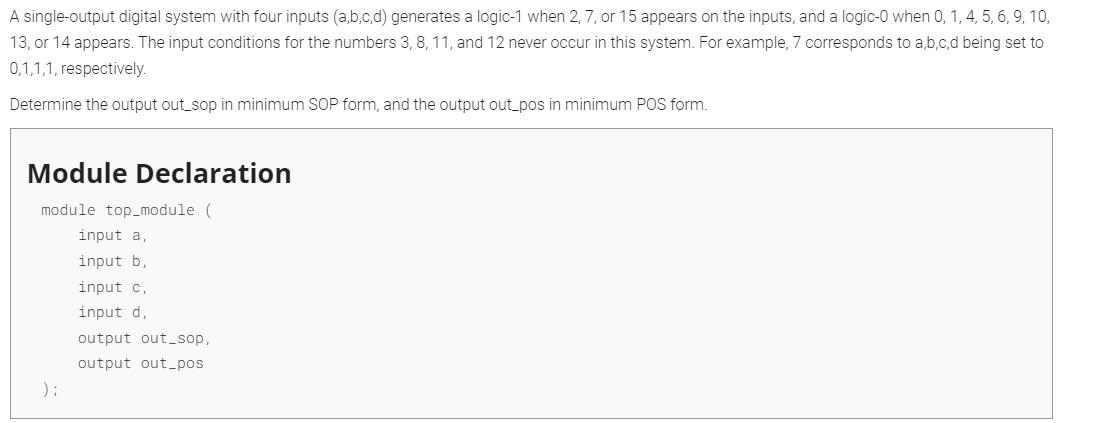 A single-output digital system with four inputs (a,b,c,d) generates a logic-1 when 2, 7, or 15 appears on the inputs, and a logic-0 when 0, 1, 4, 5, 6, 9, 10,
13, or 14 appears. The input conditions for the numbers 3, 8, 11, and 12 never occur in this system. For example, 7 corresponds to a,b,c,d being set to
0,1,1,1, respectively.
Determine the output out_sop in minimum SOP form, and the output out_pos in minimum POS form.
Module Declaration
module top_module (
input a,
input b,
input c,
input d,
output out_sop,
output out_pos
);